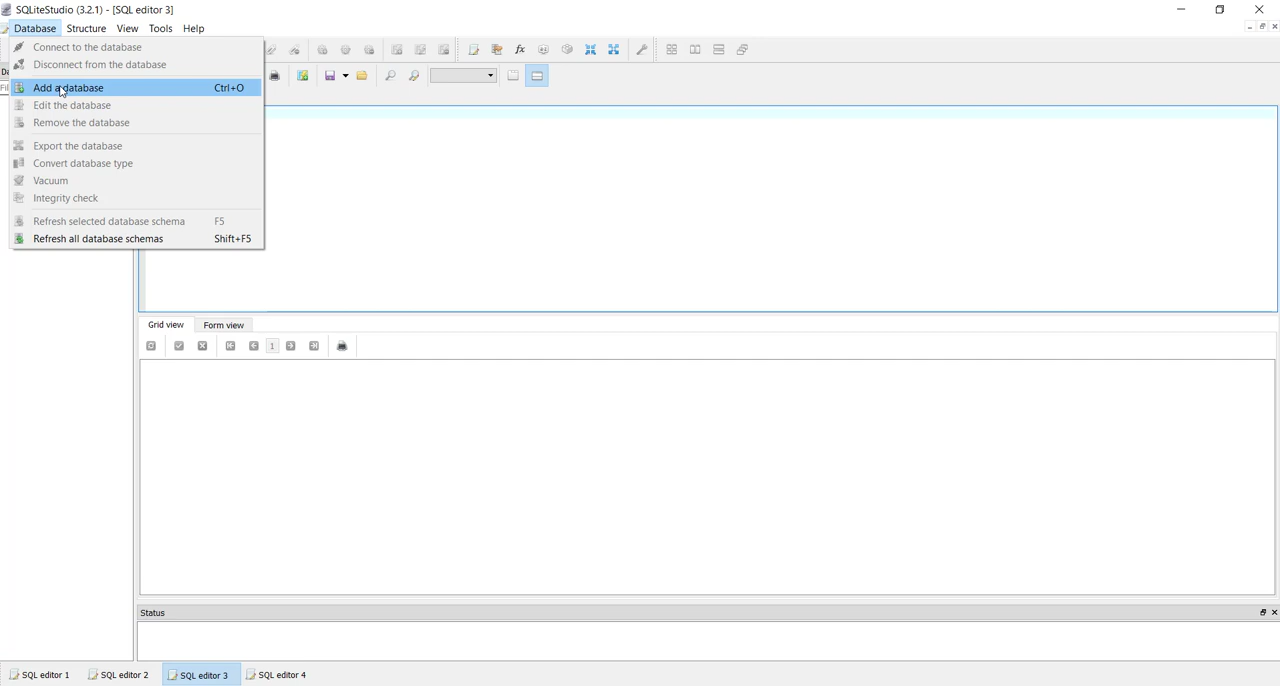 SQLiteStudio (3.2.1) - [SQL editor 3]
Database Structure View Tools Help
Connect to the database
Disconnect from the database
Add a database Ctrl+O
Edit the database
Remove the database
Export the database
Convert database type
Vacuum
Integrity check
Refresh selected database schema F5
Refresh all database schemas Shift+F5
Grid view Form view
1
Status
SQL editor 1 SQL editor 2 SQL editor 3 SQL editor 4